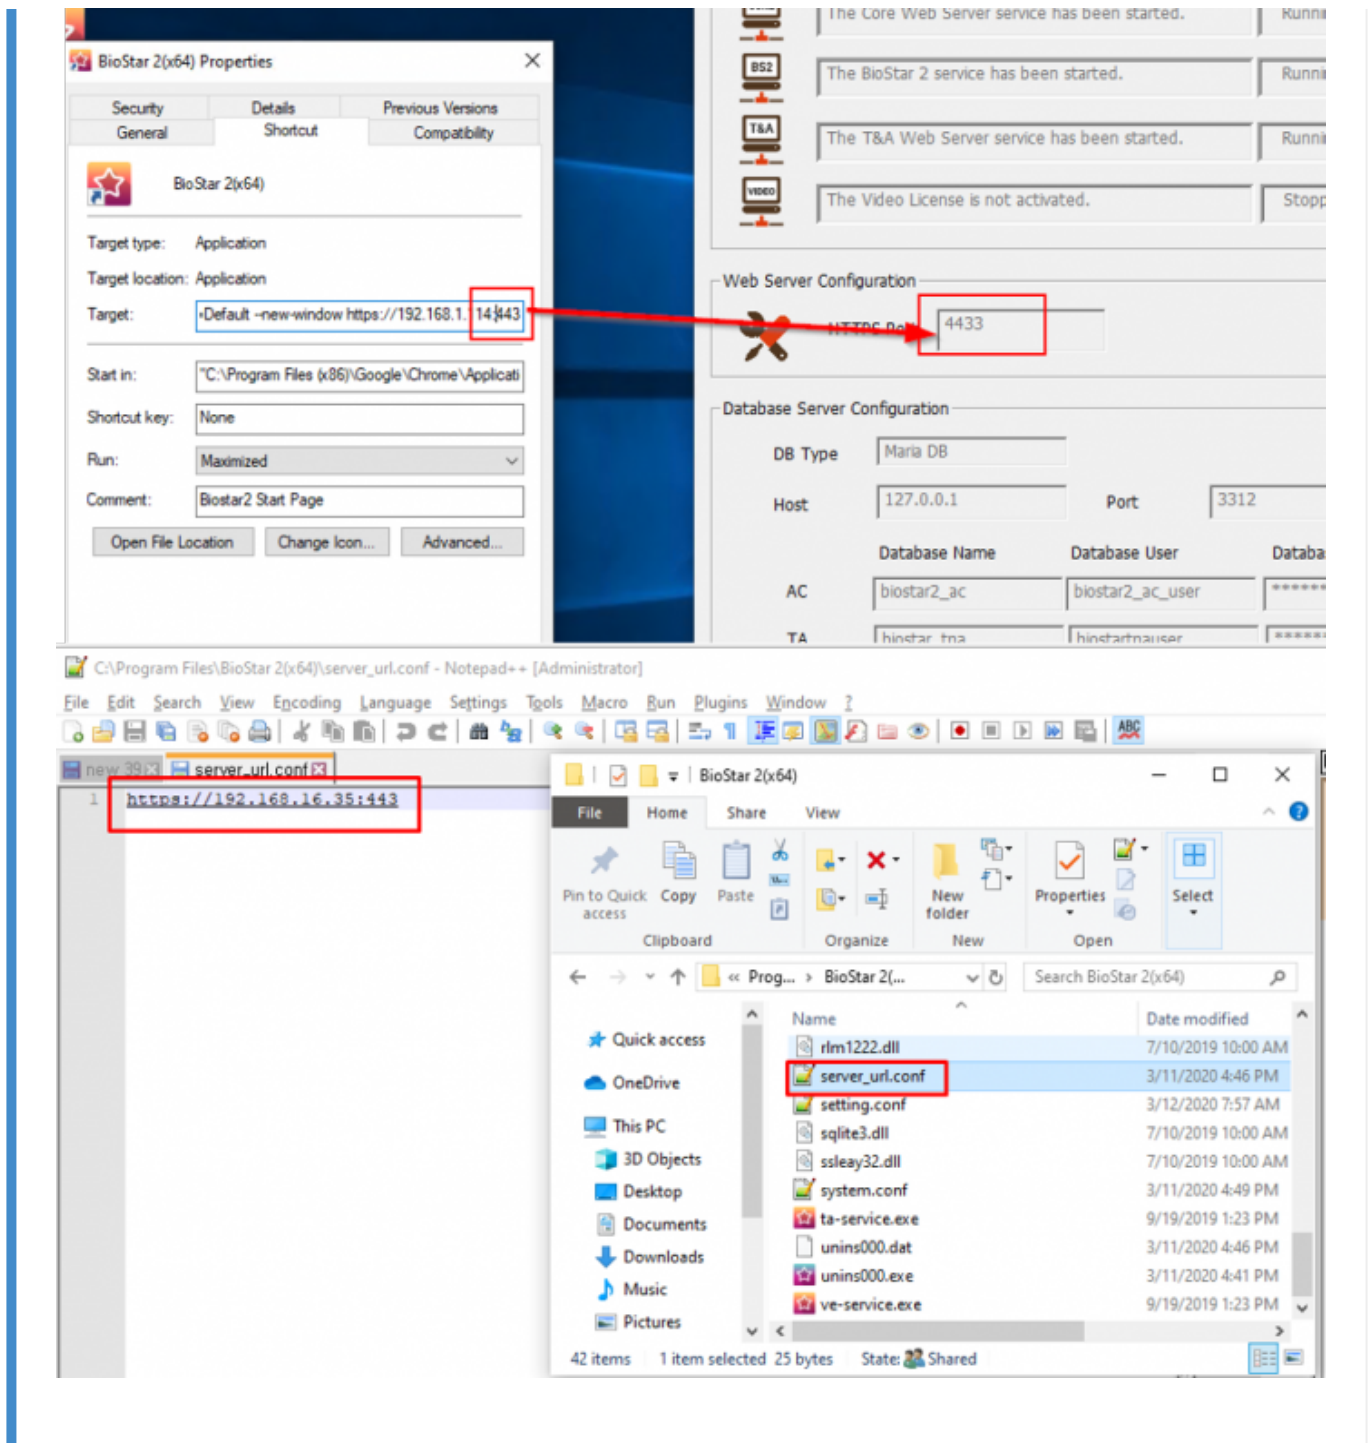 The Core Web Server service has been started.
BioStar 2(x64) Properties
BS2
The BioStar 2 service has been started.
Security Details Previous Versions
General Shortcut Compatibility
T&A
The T&A Web Server service has been started.
BioStar 2(x64)
VIDEO
The Video License is not activated.
Target type: Application
Target location: Application
Target: Default --new-window https://192.168.1.114:443
Web Server Configuration
HTTPS Port 4433
Start in: "C:\Program Files (x86)\Google\Chrome\Applicati
Shortcut key: None
Run: Maximized
Comment: Biostar2 Start Page
Open File Location Change Icon... Advanced...
Database Server Configuration
DB Type Maria DB
Host 127.0.0.1 Port 3312
Database Name Database User Databa
AC biostar2_ac biostar2_ac_user ******
TA biostar_tna biostartnauser ******
C:\Program Files\BioStar 2(x64)\server_url.conf - Notepad++ [Administrator]
File Edit Search View Encoding Language Settings Tools Macro Run Plugins Window ?
ABC
new 39 server_url.conf
1 https://192.168.16.35:443
BioStar 2(x64)
File Home Share View
Pin to Quick access
Copy
Paste
New folder
Properties
Select
Clipboard Organize New Open
« Prog... › BioStar 2(... Search BioStar 2(x64)
Name Date modified
Quick access
OneDrive
This PC
3D Objects
Desktop
Documents
Downloads
Music
Pictures
rlm1222.dll 7/10/2019 10:00 AM
server_url.conf 3/11/2020 4:46 PM
setting.conf 3/12/2020 7:57 AM
sqlite3.dll 7/10/2019 10:00 AM
ssleay32.dll 7/10/2019 10:00 AM
system.conf 3/11/2020 4:49 PM
ta-service.exe 9/19/2019 1:23 PM
unins000.dat 3/11/2020 4:46 PM
unins000.exe 3/11/2020 4:41 PM
ve-service.exe 9/19/2019 1:23 PM
42 items 1 item selected 25 bytes State: Shared